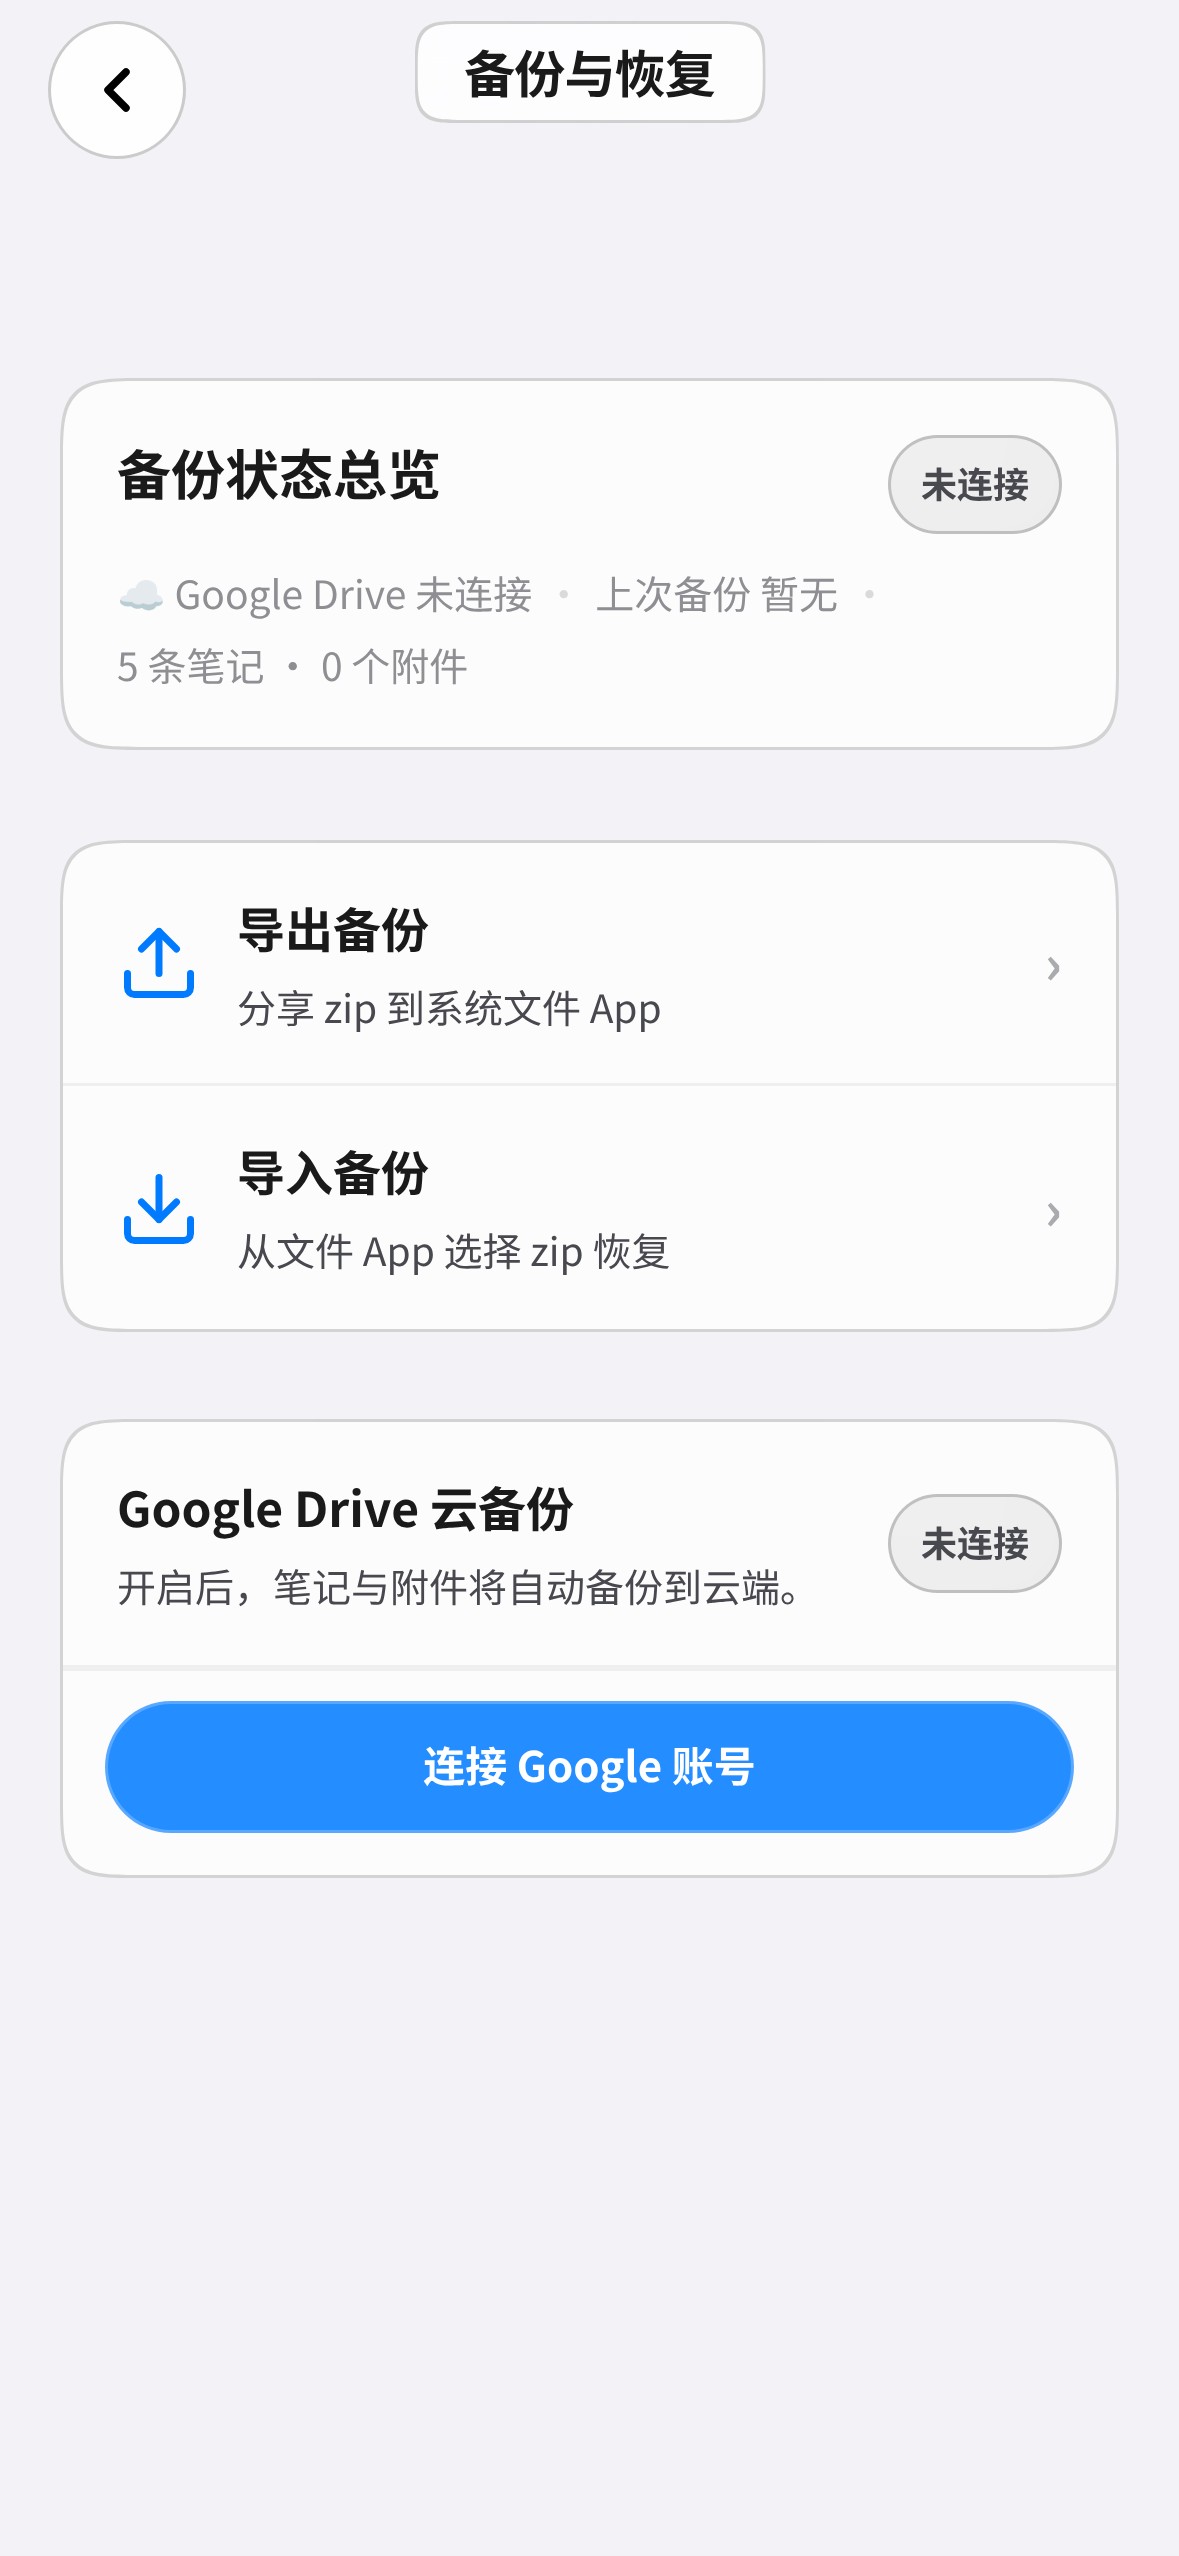 备份与恢复
备份状态总览
未连接
☁️ Google Drive 未连接 • 上次备份 暂无 •
5 条笔记 • 0 个附件
导出备份
分享 zip 到系统文件 App
导入备份
从文件 App 选择 zip 恢复
Google Drive 云备份
未连接
开启后，笔记与附件将自动备份到云端。
连接 Google 账号